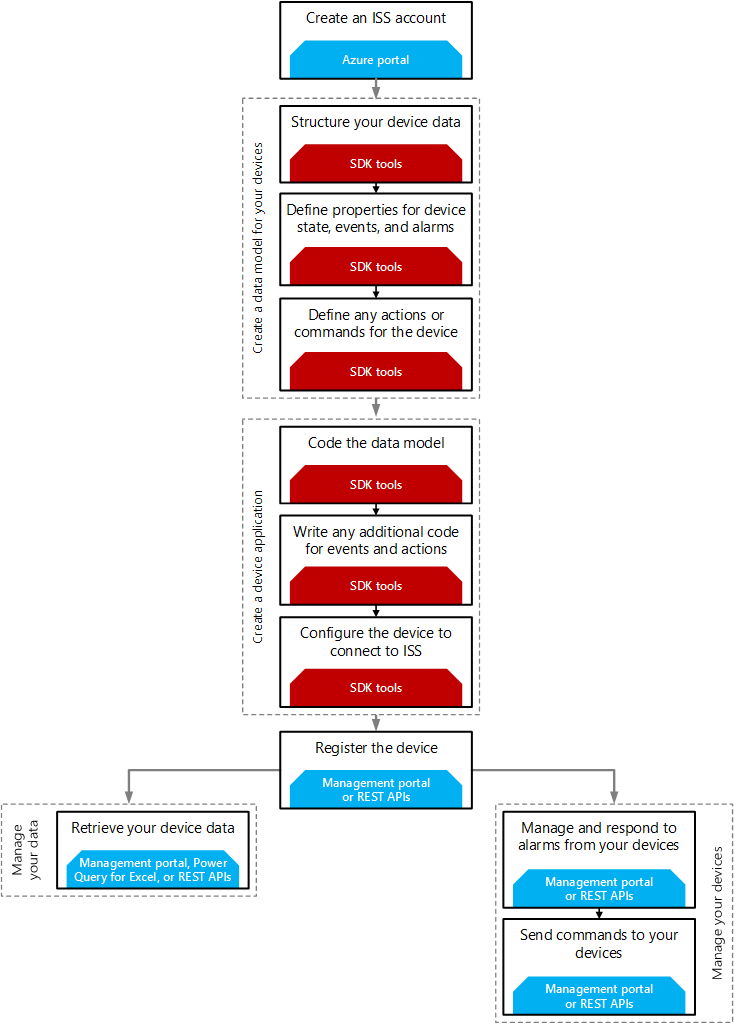 Create an ISS account
Azure portal
Create a data model for your devices
Structure your device data
SDK tools
Define properties for device
state, events, and alarms
SDK tools
Define any actions or
commands for the device
SDK tools
Create a device application
Code the data model
SDK tools
Write any additional code
for events and actions
SDK tools
Configure the device to
connect to ISS
SDK tools
Register the device
Management portal
or REST APIs
Manage
your data
Retrieve your device data
Management portal, Power
Query for Excel, or REST APIs
Manage your devices
Manage and respond to
alarms from your devices
Management portal
or REST APIs
Send commands to your
devices
Management portal
or REST APIs